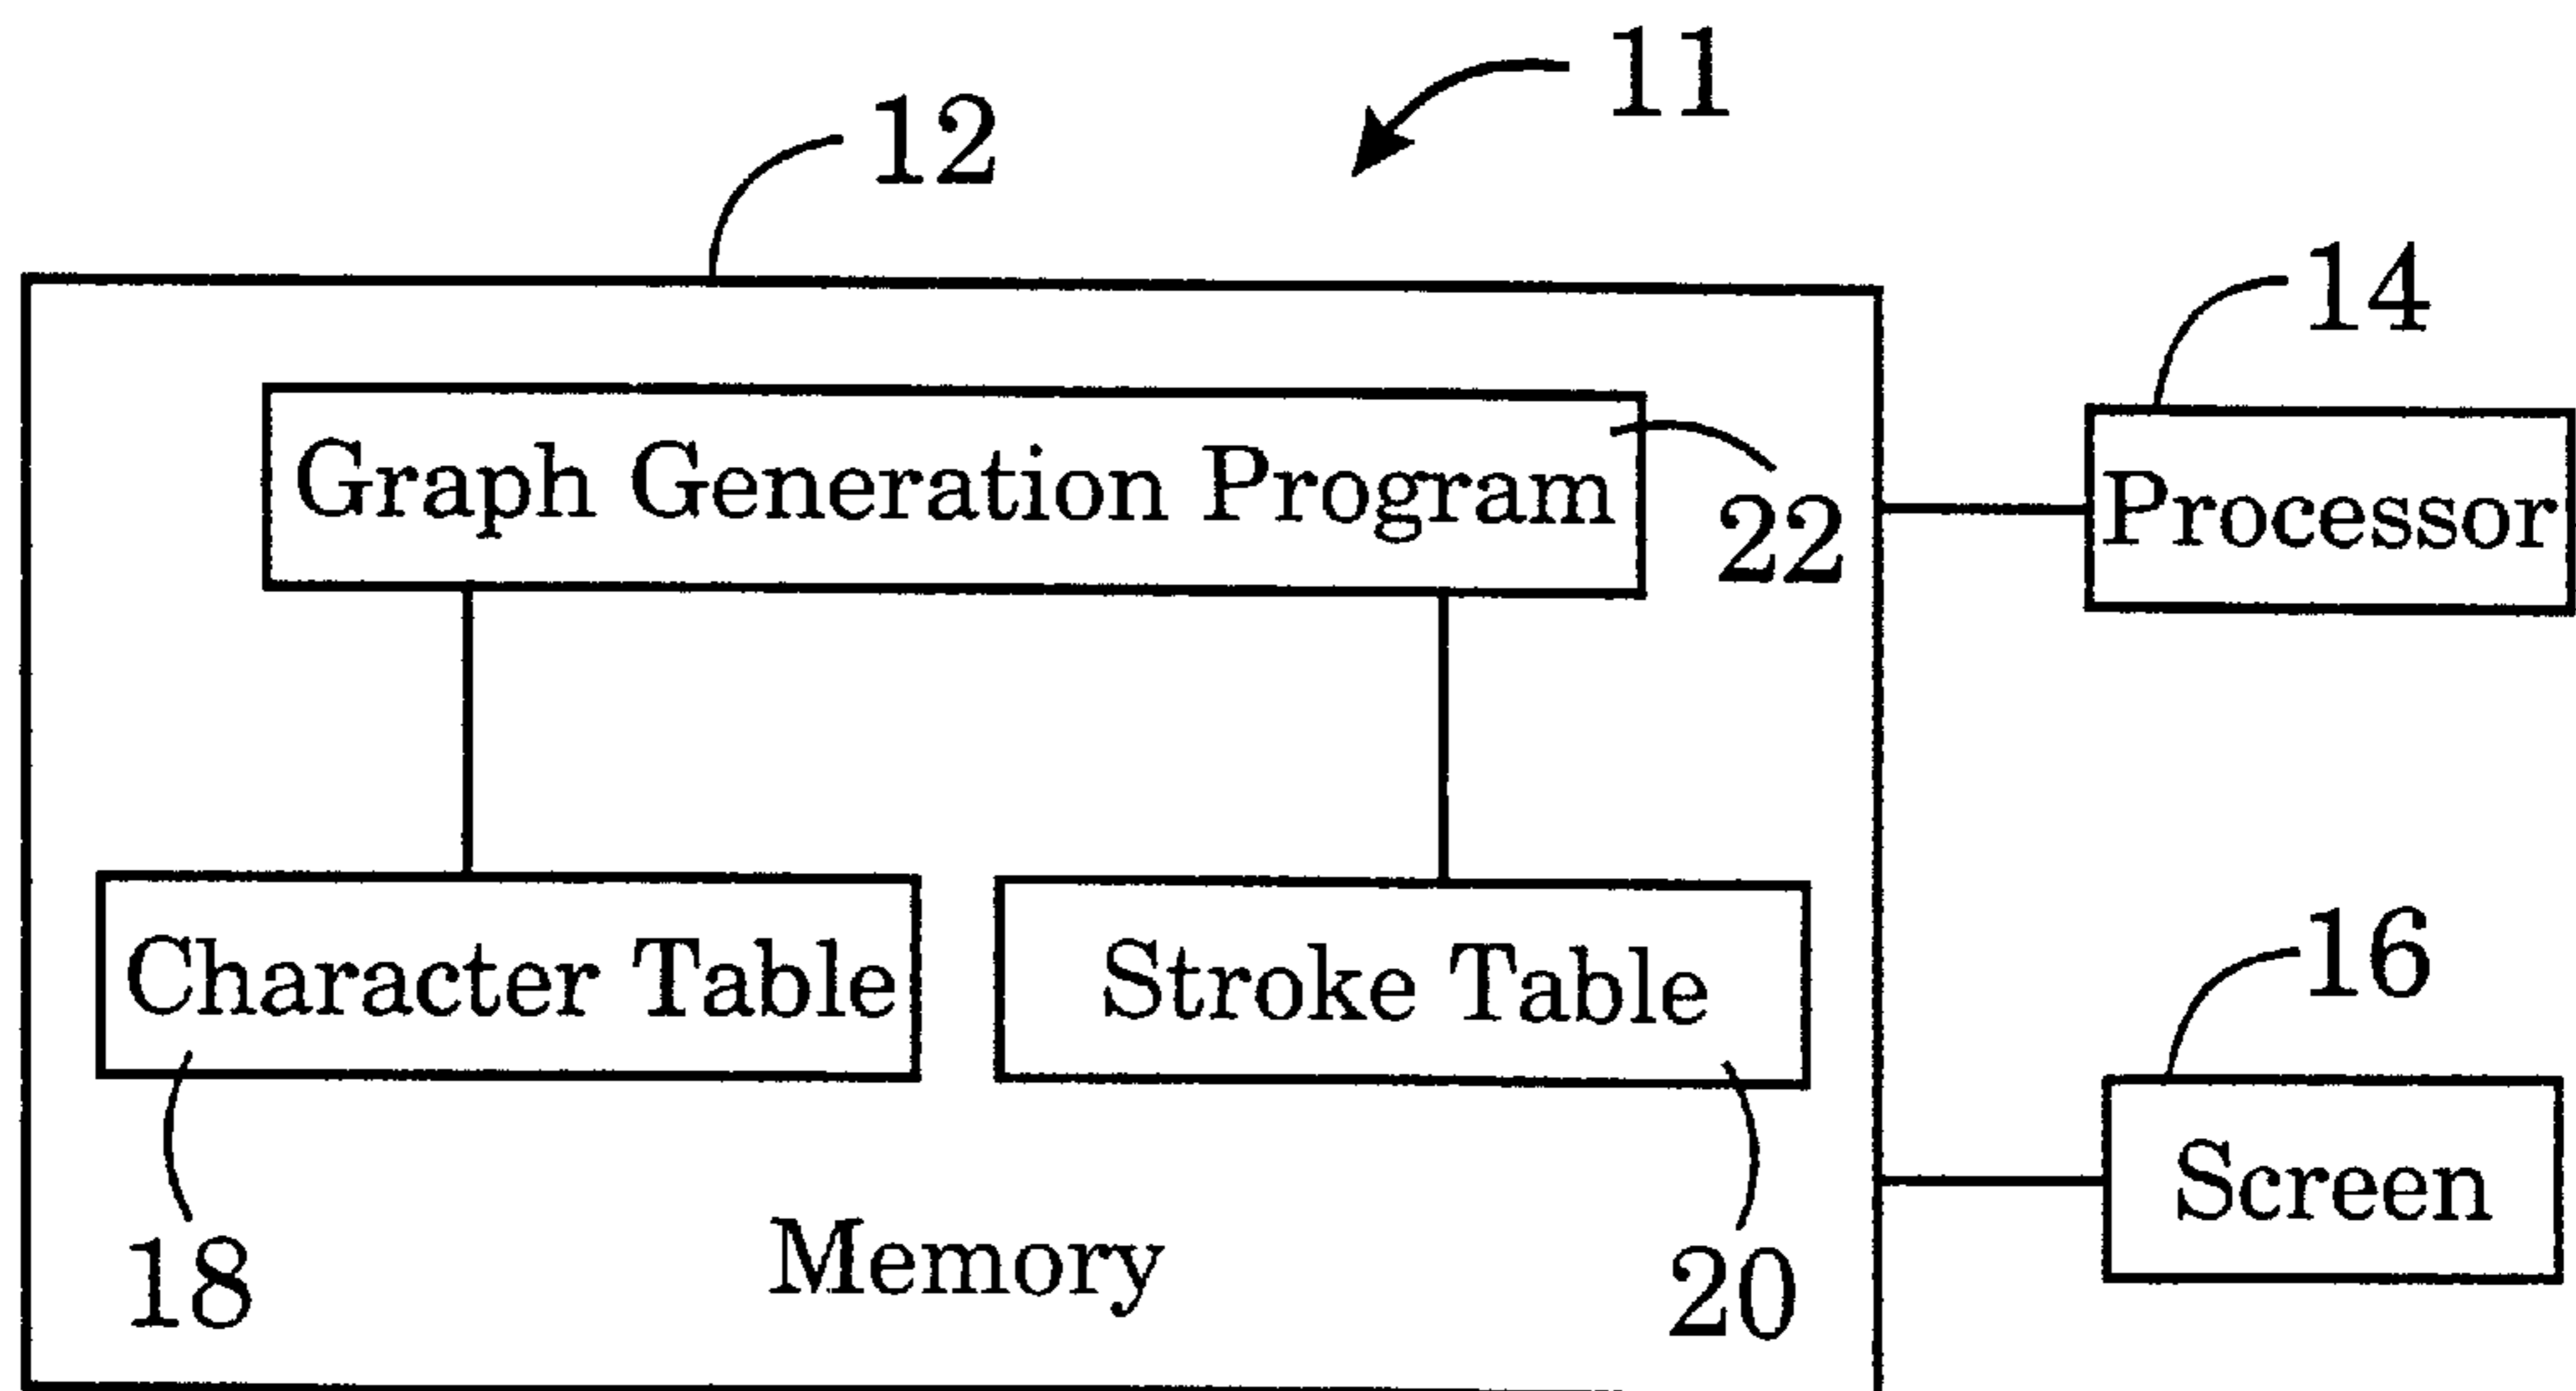 11
12
14
Graph Generation Program
22
Processor
Character Table
Stroke Table
16
Screen
18
Memory
20